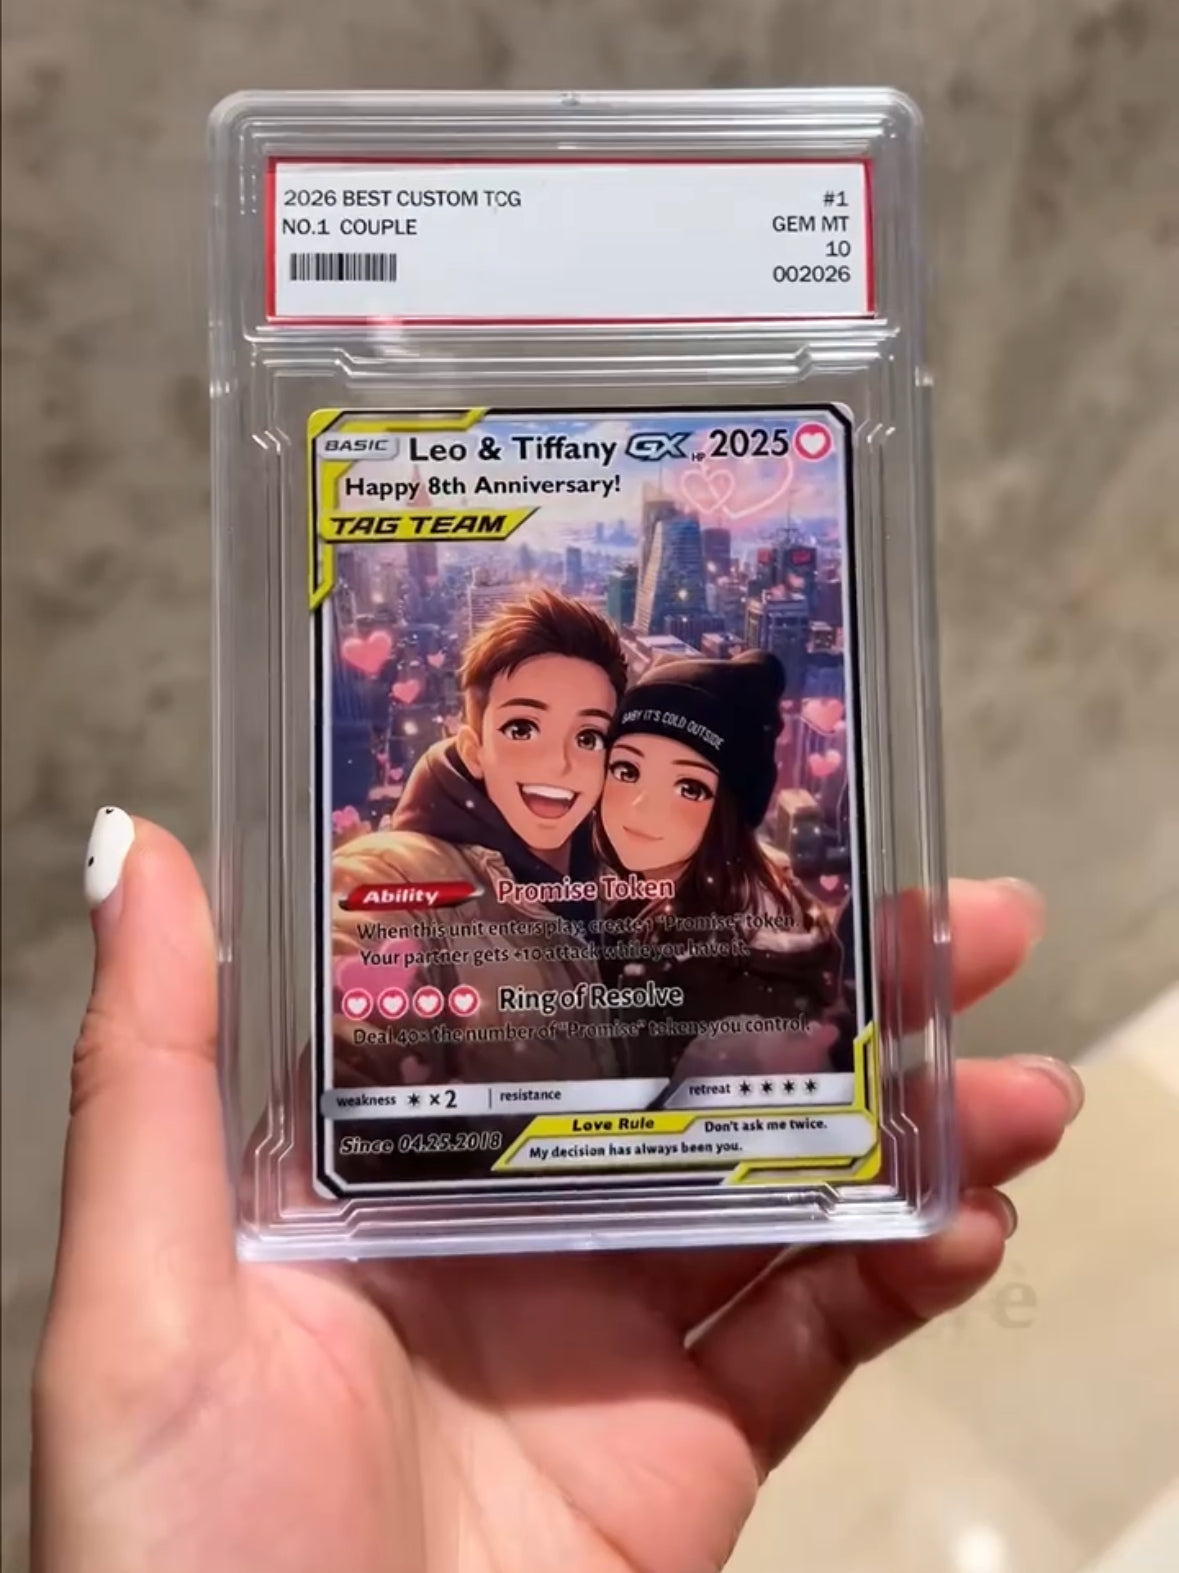 2026 BEST CUSTOM TCG #1
NO.1 COUPLE GEM MT
10
002026
BASIC Leo & Tiffany GX HP 2025
Happy 8th Anniversary!
TAG TEAM
BABY IT'S COLD OUTSIDE
Ability Promise Token
When this unit enters play, create 1 "Promise" token.
Your partner gets +10 attack while you have it.
Ring of Resolve
Deal 40× the number of "Promise" tokens you control.
weakness ×2 resistance retreat
Since 04.25.2018
Love Rule Don't ask me twice.
My decision has always been you.